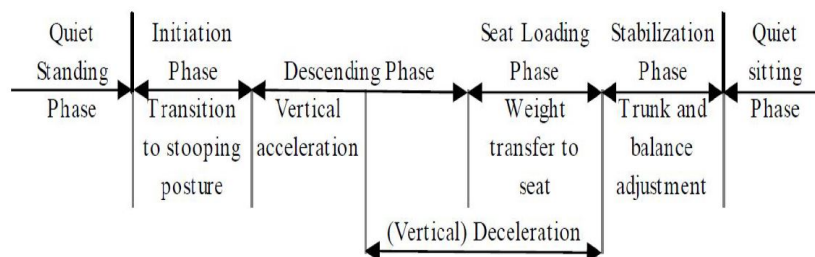 Quiet
Standing
Phase
Initiation
Phase
Transition
to stooping
posture
Descending Phase
Vertical
acceleration
Seat Loading
Phase
Weight
transfer to
seat
Stabilization
Phase
Trunk and
balance
adjustment
Quiet
sitting
Phase
(Vertical) Deceleration